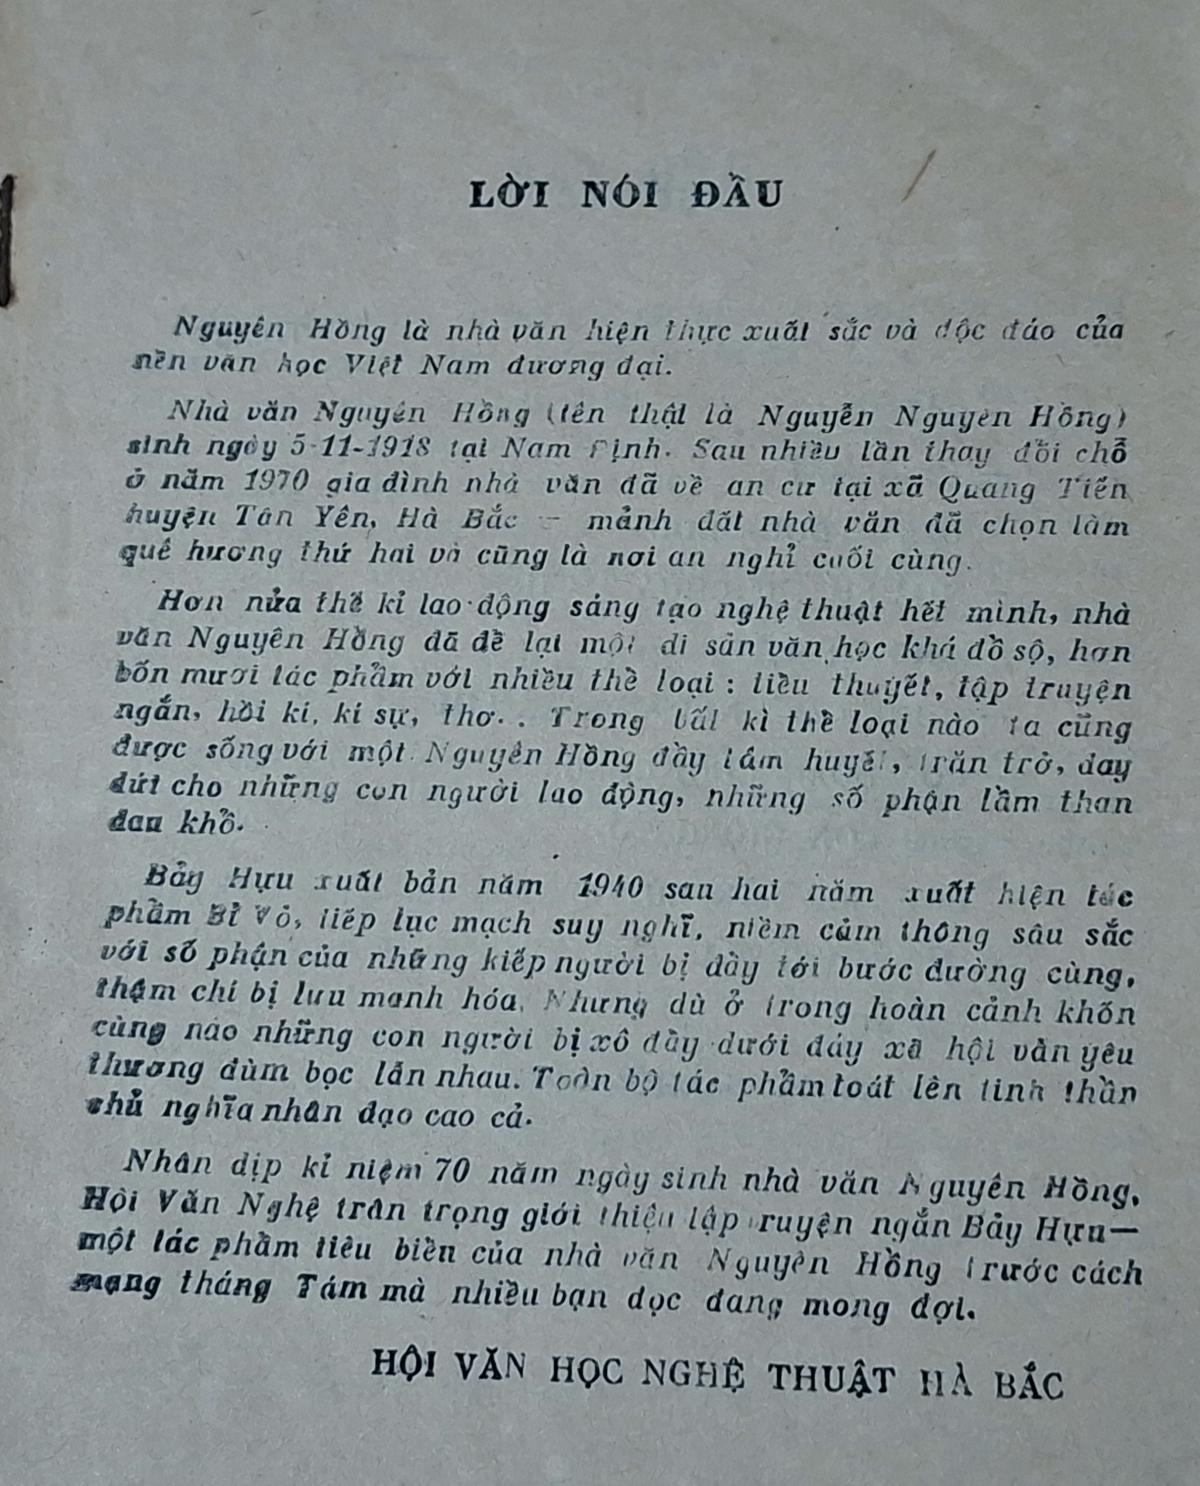 LỜI NÓI ĐẦU
Nguyên Hồng là nhà văn hiện thực xuất sắc và độc đáo của
nền văn học Việt Nam đương đại.
Nhà văn Nguyên Hồng (tên thật là Nguyễn Nguyên Hồng)
sinh ngày 5-11-1918 tại Nam Định. Sau nhiều lần thay đổi chỗ
ở năm 1970 gia đình nhà văn đã về an cư tại xã Quang Tiến
huyện Tân Yên, Hà Bắc – mảnh đất nhà văn đã chọn làm
quê hương thứ hai và cũng là nơi an nghỉ cuối cùng.
Hơn nửa thế kỉ lao động sáng tạo nghệ thuật hết mình, nhà
văn Nguyên Hồng đã để lại một di sản văn học khá đồ sộ, hơn
bốn mươi tác phẩm với nhiều thể loại : tiểu thuyết, tập truyện
ngắn, hồi kí, kí sự, thơ.. Trong bất kì thể loại nào ta cũng
được sống với một Nguyên Hồng đầy tâm huyết, trăn trở, day
dứt cho những con người lao động, những số phận lầm than
đau khổ.
Bảy Hựu xuất bản năm 1940 sau hai năm xuất hiện tác
phẩm Bỉ Vỏ, tiếp tục mạch suy nghĩ, niềm cảm thông sâu sắc
với số phận của những kiếp người bị đầy tới bước đường cùng,
thậm chí bị lưu manh hóa. Nhưng dù ở trong hoàn cảnh khốn
cùng nào những con người bị xô đẩy dưới đáy xã hội vẫn yêu
thương đùm bọc lẫn nhau. Toàn bộ tác phẩm toát lên tinh thần
chủ nghĩa nhân đạo cao cả.
Nhân dịp kỉ niệm 70 năm ngày sinh nhà văn Nguyên Hồng,
Hội Văn Nghệ trân trọng giới thiệu tập truyện ngắn Bảy Hựu—
một tác phẩm tiêu biểu của nhà văn Nguyên Hồng trước cách
mạng tháng Tám mà nhiều bạn đọc đang mong đợi.
HỘI VĂN HỌC NGHỆ THUẬT HÀ BẮC